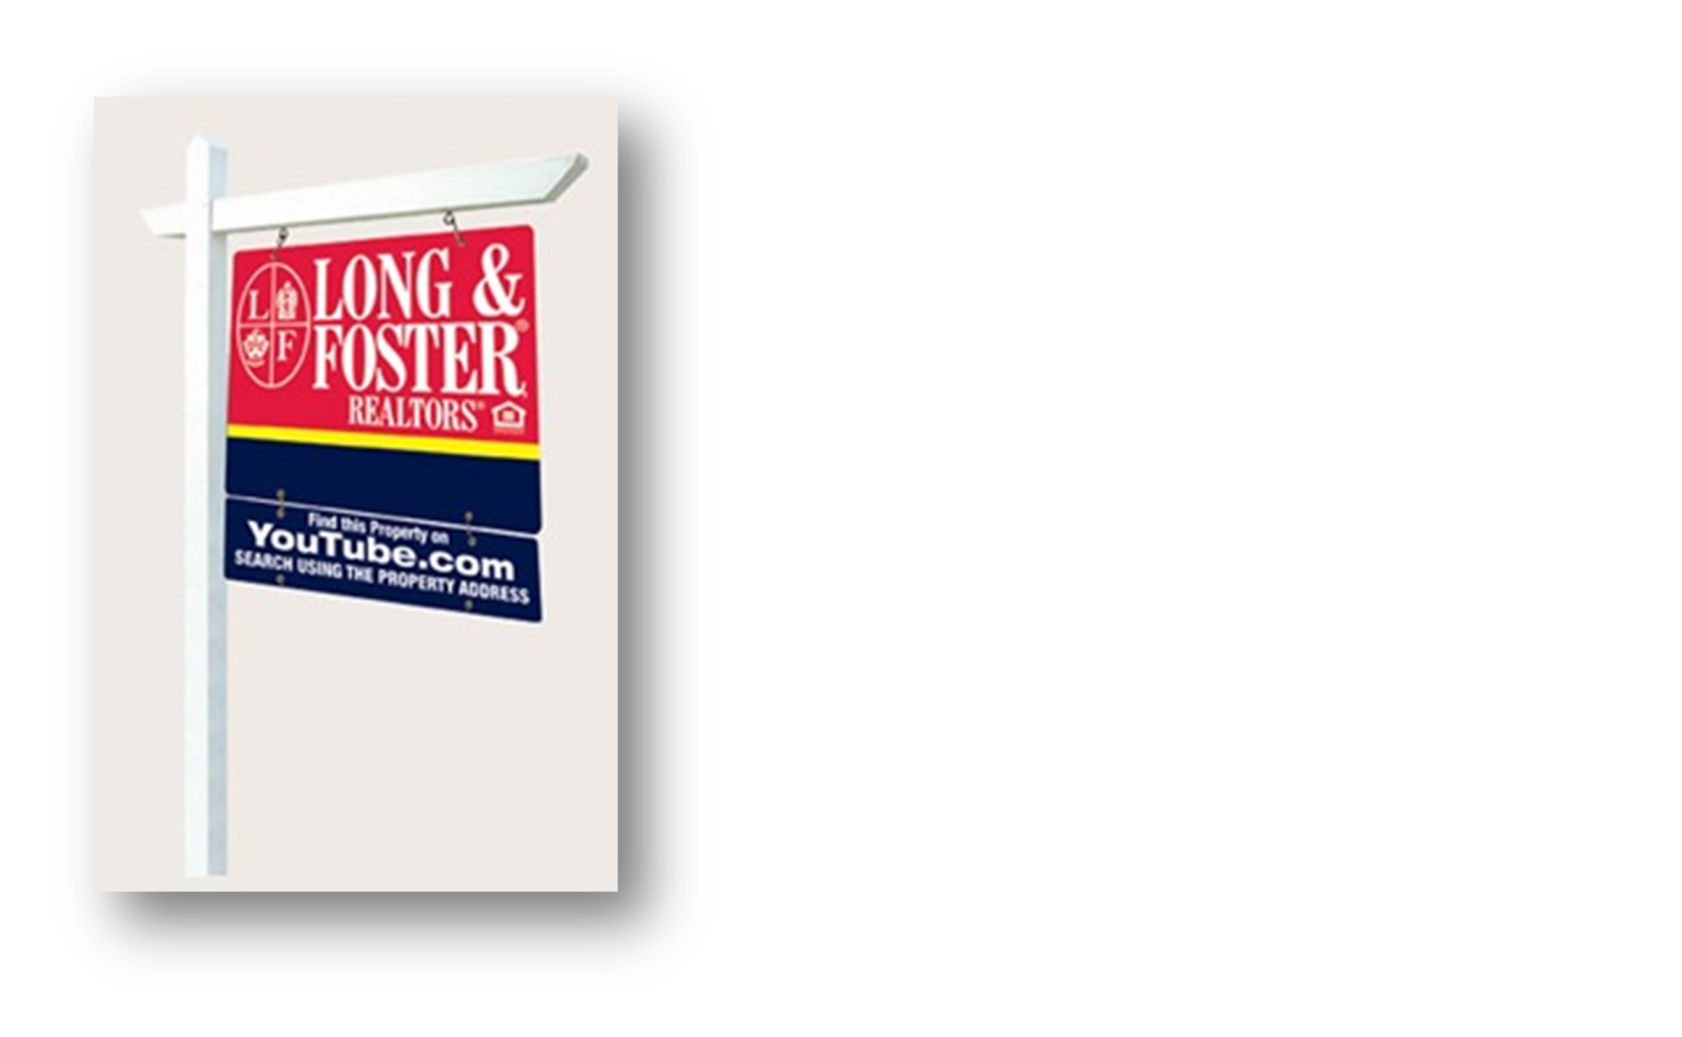 L
F
LONG &
FOSTER®
REALTORS®
Find this Property on
YouTube.com
SEARCH USING THE PROPERTY ADDRESS